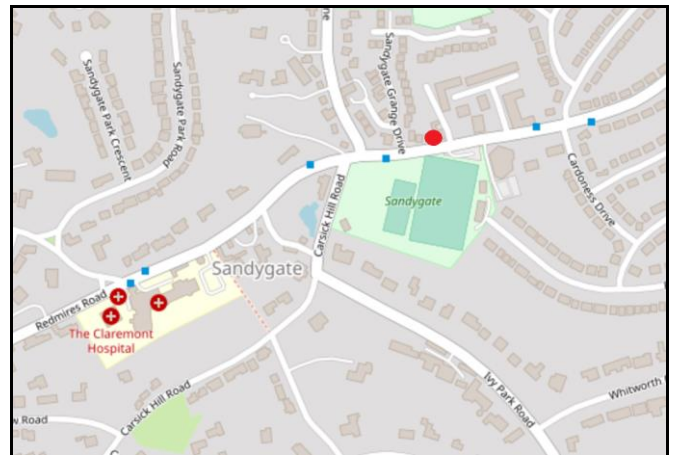 Sandygate Park Crescent
Sandygate Park Road
Sandygate Grange Drive
Cardoness Drive
Sandygate
Carsick Hill Road
Sandygate
Redmires Road
The Claremont
Hospital
Carsick Hill Road
Ivy Park Road
Whitworth
Road